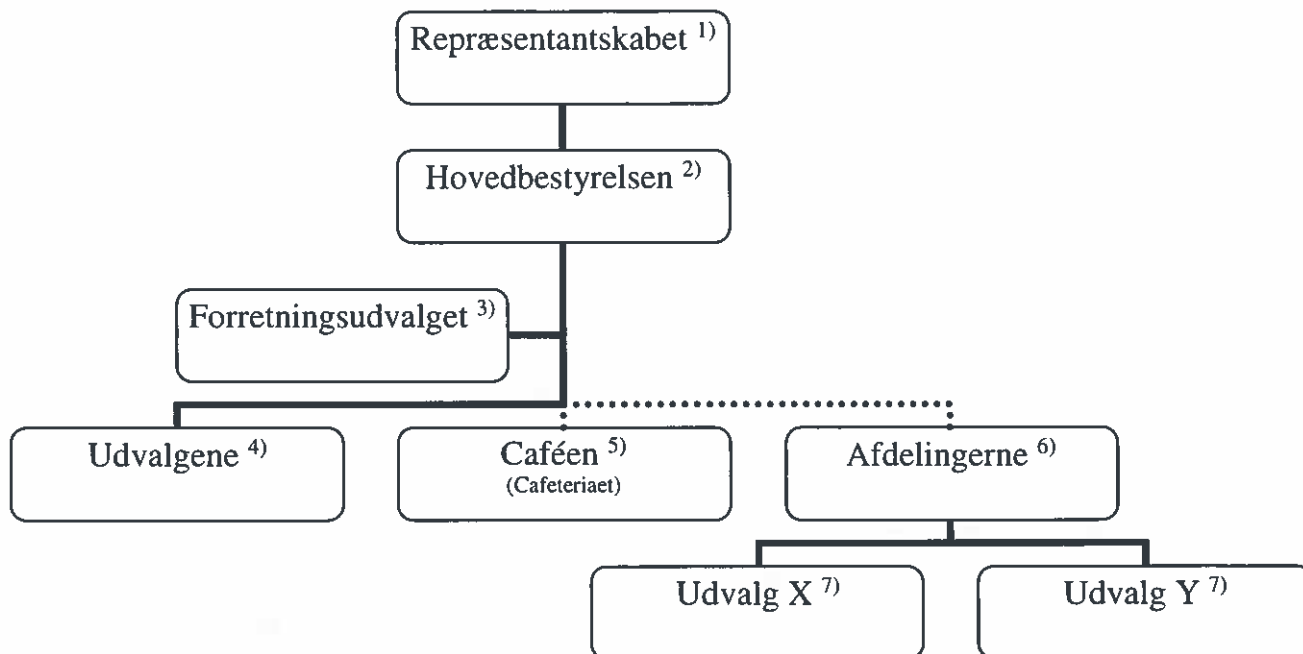 Repræsentantskabet 1)
Hovedbestyrelsen 2)
Forretningsudvalget 3)
Udvalgene 4)
Caféen 5)
(Cafeteriaet)
Afdelingerne 6)
Udvalg X 7)
Udvalg Y 7)